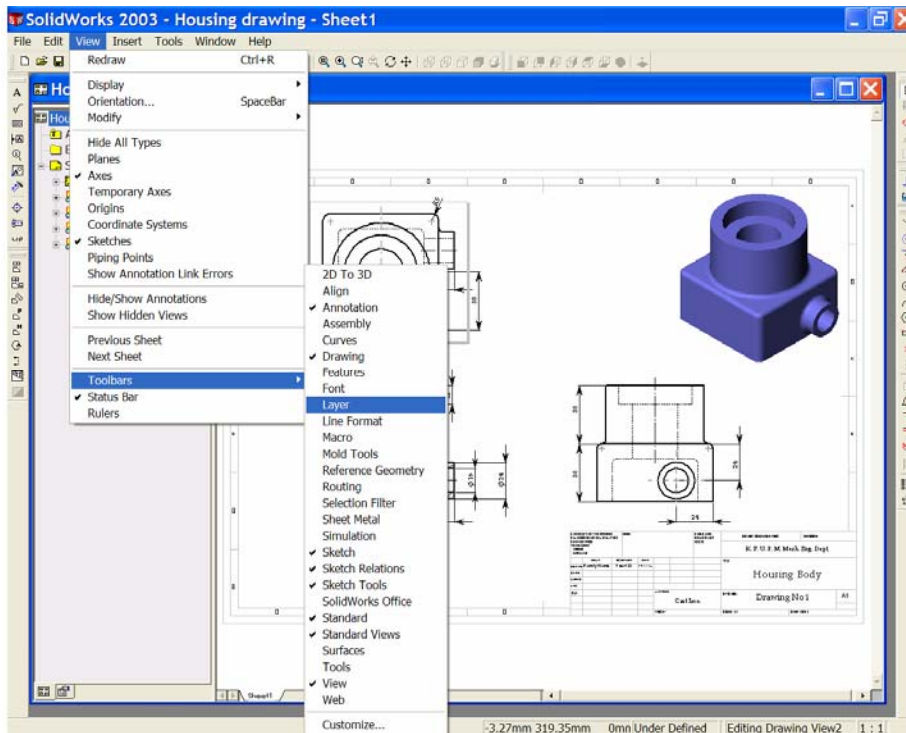 SolidWorks 2003 - Housing drawing - Sheet1
File Edit View Insert Tools Window Help
Redraw Ctrl+R
Display
Orientation... SpaceBar
Modify
Hide All Types
Planes
Axes
Temporary Axes
Origins
Coordinate Systems
Sketches
Piping Points
Show Annotation Link Errors
Hide/Show Annotations
Show Hidden Views
Previous Sheet
Next Sheet
Toolbars
Status Bar
Rulers
2D To 3D
Align
Annotation
Assembly
Curves
Drawing
Features
Font
Layer
Line Format
Macro
Mold Tools
Reference Geometry
Routing
Selection Filter
Sheet Metal
Simulation
Sketch
Sketch Relations
Sketch Tools
SolidWorks Office
Standard
Standard Views
Surfaces
Tools
View
Web
Customize...
Ho
Hou
K.F.U.P.M Mech. Eng. Dept.
Housing Body
Drawing No1
A3
Sheet1
-3.27mm 319.35mm 0mn Under Defined Editing Drawing View2 1 : 1